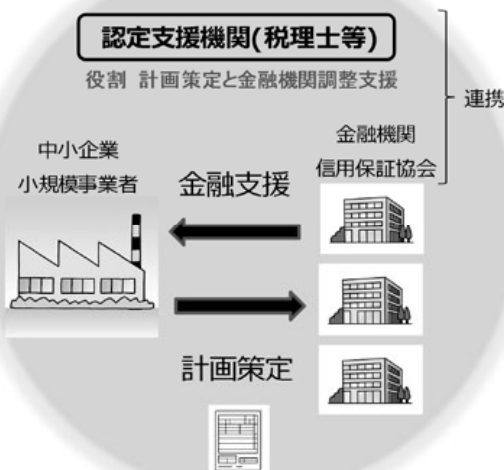 認定支援機関(税理士等)
役割 計画策定と金融機関調整支援
連携
中小企業
小規模事業者
金融支援
金融機関
信用保証協会
計画策定